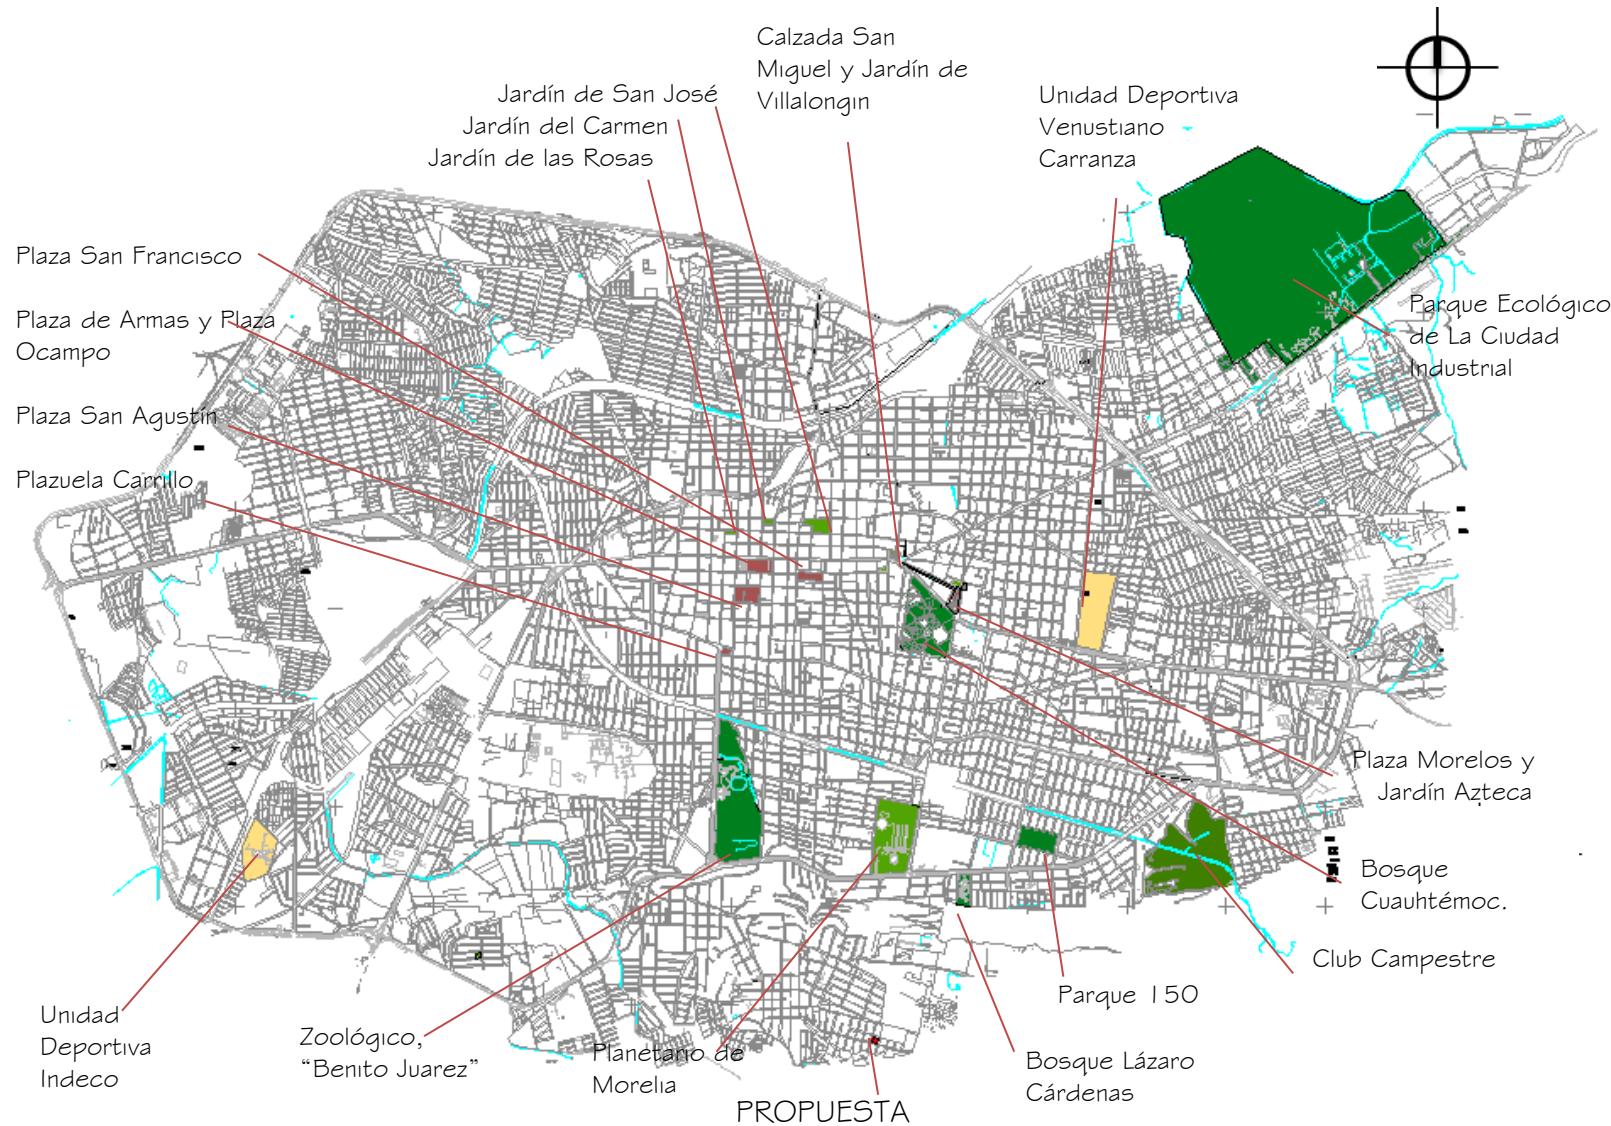 Calzada San
Miguel y Jardín de
Villalongin
Jardín de San José
Jardín del Carmen
Jardín de las Rosas
Unidad Deportiva
Venustiano
Carranza
Plaza San Francisco
Plaza de Armas y Plaza
Ocampo
Plaza San Agustín
Plazuela Carrillo
Parque Ecológico
de La Ciudad
Industrial
Plaza Morelos y
Jardín Azteca
Bosque
Cuauhtémoc.
Club Campestre
Parque 150
Bosque Lázaro
Cárdenas
Unidad
Deportiva
Indeco
Zoológico,
“Benito Juarez”
Planetario de
Morelia
PROPUESTA